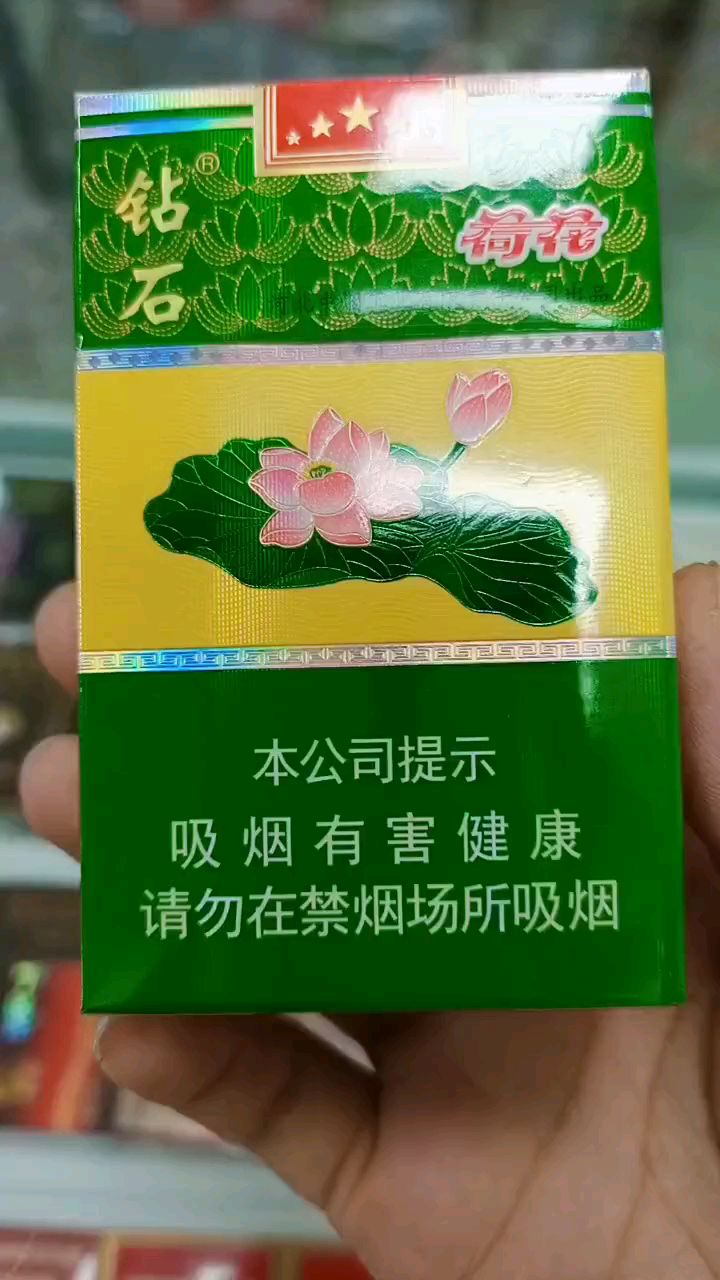 钻石®
荷花
本公司提示
吸烟有害健康
请勿在禁烟场所吸烟